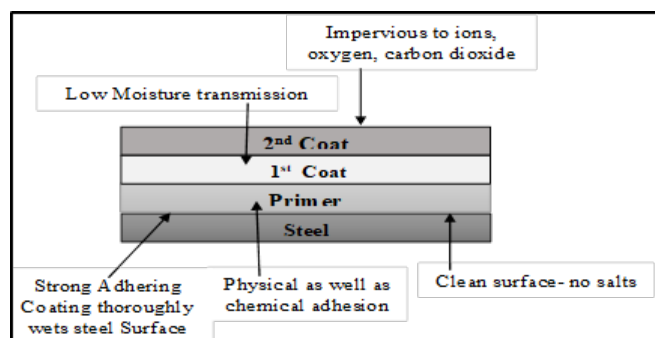 Impervious to ions,
oxygen, carbon dioxide
Low Moisture transmission
2nd Coat
1st Coat
Primer
Steel
Strong Adhering
Coating thoroughly
wets steel Surface
Physical as well as
chemical adhesion
Clean surface- no salts